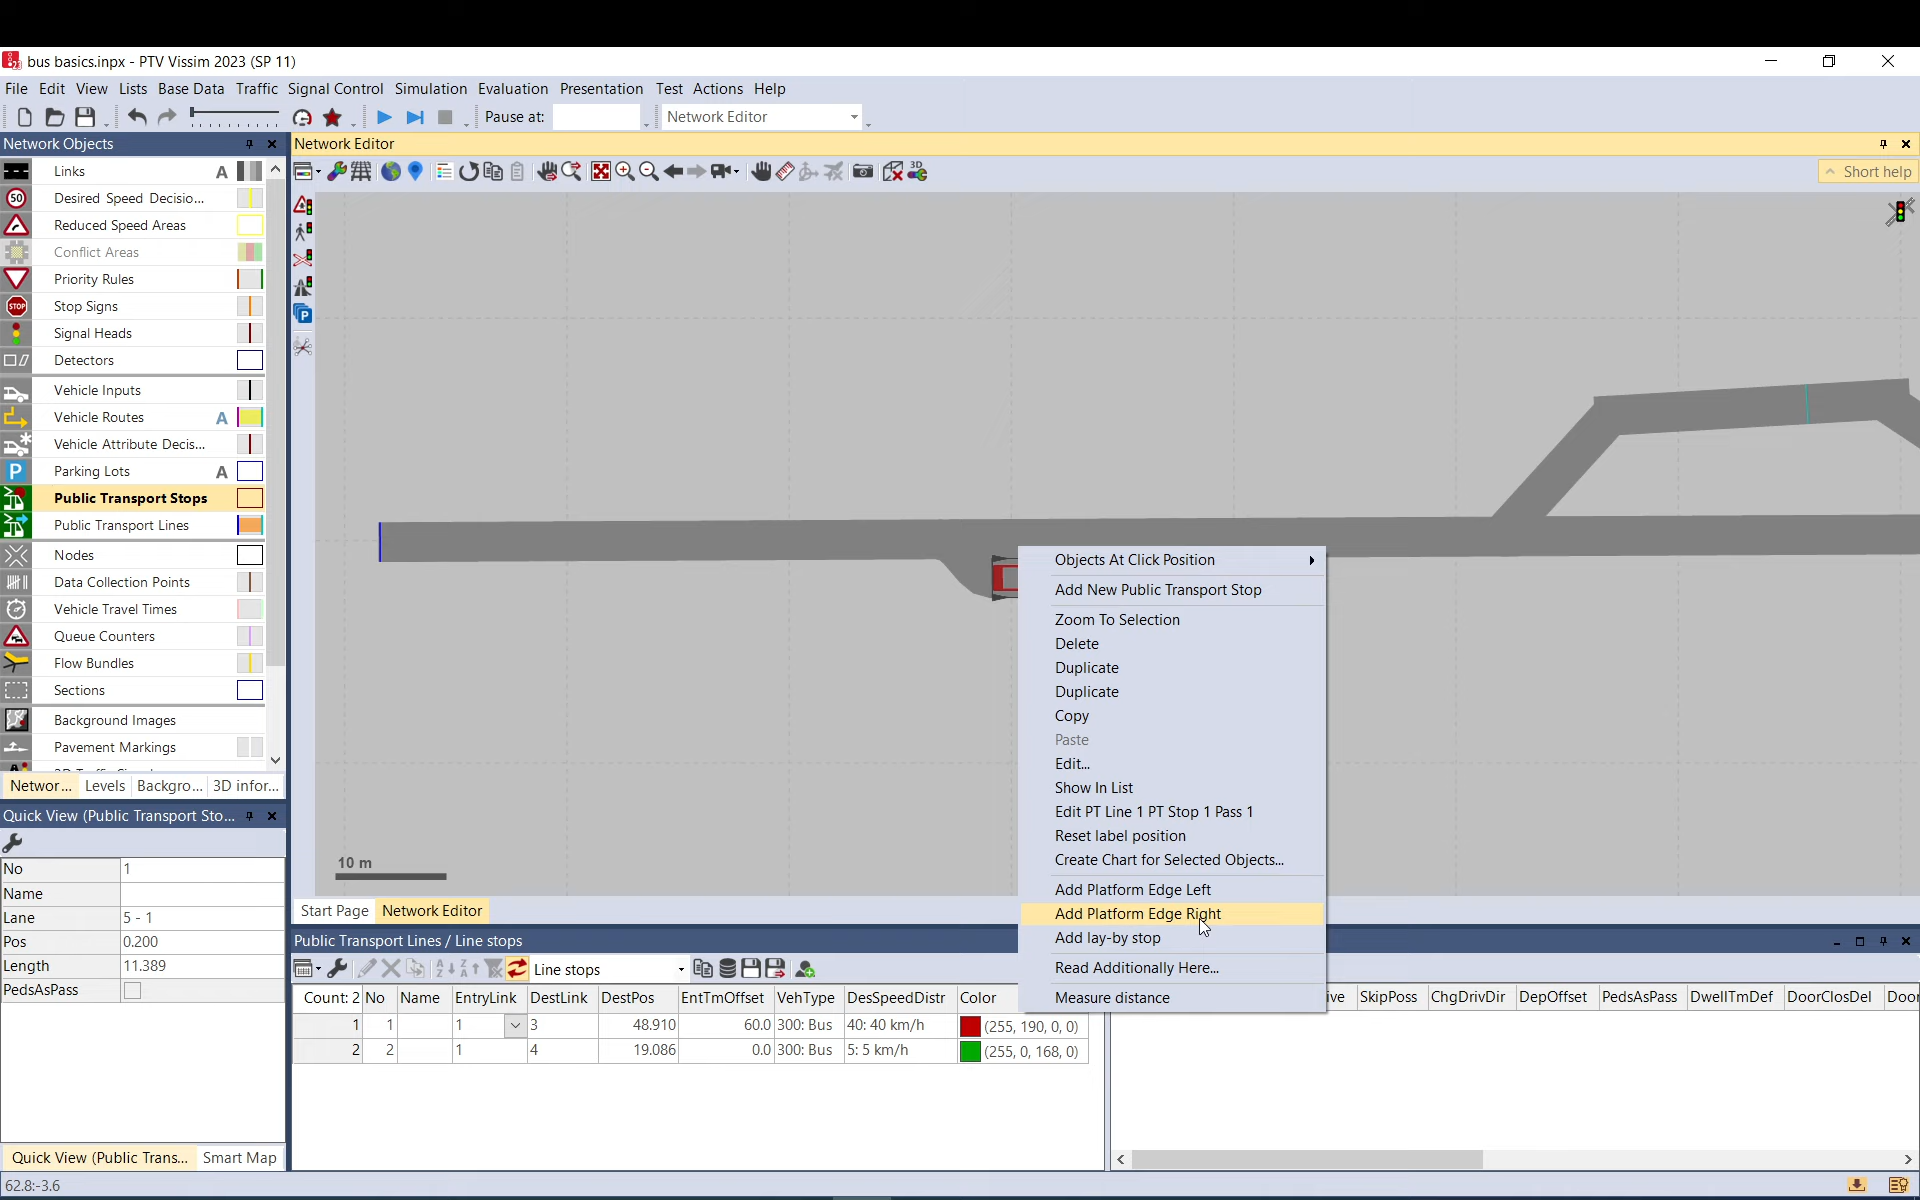 bus basics.inpx - PTV Vissim 2023 (SP 11)
File Edit View Lists Base Data Traffic Signal Control Simulation Evaluation Presentation Test Actions Help
Pause at: Network Editor
Network Objects
Links A
50 Desired Speed Decisio...
Reduced Speed Areas
Conflict Areas
Priority Rules
STOP Stop Signs
Signal Heads
Detectors
Vehicle Inputs
Vehicle Routes A
Vehicle Attribute Decis...
P Parking Lots A
Public Transport Stops
Public Transport Lines
Nodes
Data Collection Points
Vehicle Travel Times
Queue Counters
Flow Bundles
Sections
Background Images
Pavement Markings
Networ... Levels Backgro... 3D infor...
Quick View (Public Transport Sto...
No 1
Name
Lane 5 - 1
Pos 0.200
Length 11.389
PedsAsPass
Quick View (Public Trans... Smart Map
62.8:-3.6
Network Editor
3D
Short help
P
10 m
Objects At Click Position
Add New Public Transport Stop
Zoom To Selection
Delete
Duplicate
Duplicate
Copy
Paste
Edit...
Show In List
Edit PT Line 1 PT Stop 1 Pass 1
Reset label position
Create Chart for Selected Objects...
Add Platform Edge Left
Add Platform Edge Right
Add lay-by stop
Read Additionally Here...
Measure distance
Start Page Network Editor
Public Transport Lines / Line stops
Line stops
Count: 2 No Name EntryLink DestLink DestPos EntTmOffset VehType DesSpeedDistr Color
1 1 1 3 48.910 60.0 300: Bus 40: 40 km/h (255, 190, 0, 0)
2 2 1 4 19.086 0.0 300: Bus 5: 5 km/h (255, 0, 168, 0)
ive SkipPoss ChgDrivDir DepOffset PedsAsPass DwellTmDef DoorClosDel Door